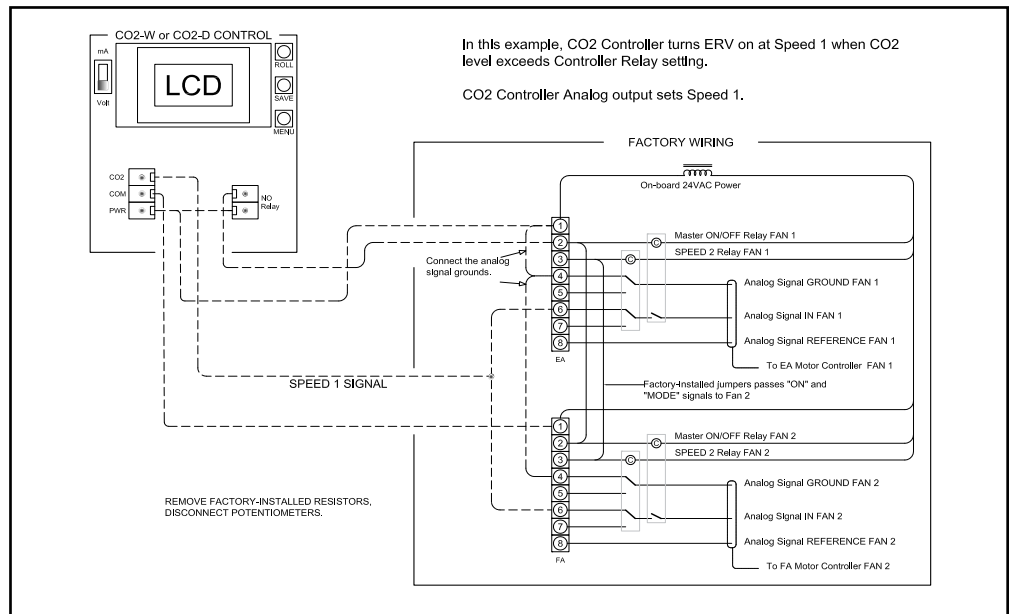 CO2-W or CO2-D CONTROL
mA
Volt
LCD
ROLL
SAVE
MENU
CO2
COM
PWR
NO
Relay
In this example, CO2 Controller turns ERV on at Speed 1 when CO2
level exceeds Controller Relay setting.
CO2 Controller Analog output sets Speed 1.
FACTORY WIRING
On-board 24VAC Power
1
2
3
4
5
6
7
8
EA
C
C
Master ON/OFF Relay FAN 1
SPEED 2 Relay FAN 1
Connect the analog
signal grounds.
Analog Signal GROUND FAN 1
Analog Signal IN FAN 1
Analog Signal REFERENCE FAN 1
To EA Motor Controller FAN 1
SPEED 1 SIGNAL
Factory-Installed jumpers passes "ON" and
"MODE" signals to Fan 2
1
2
3
4
5
6
7
8
FA
C
C
Master ON/OFF Relay FAN 2
SPEED 2 Relay FAN 2
Analog Signal GROUND FAN 2
Analog Signal IN FAN 2
Analog Signal REFERENCE FAN 2
To FA Motor Controller FAN 2
REMOVE FACTORY-INSTALLED RESISTORS,
DISCONNECT POTENTIOMETERS.